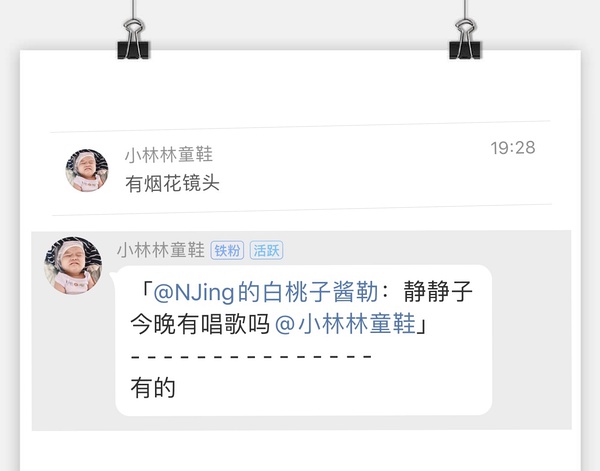 小林林童鞋
19:28
有烟花镜头
小林林童鞋 铁粉 活跃
「@NJing的白桃子酱勒：静静子
今晚有唱歌吗@小林林童鞋」
- - - - - - - - - - - - - - -
有的